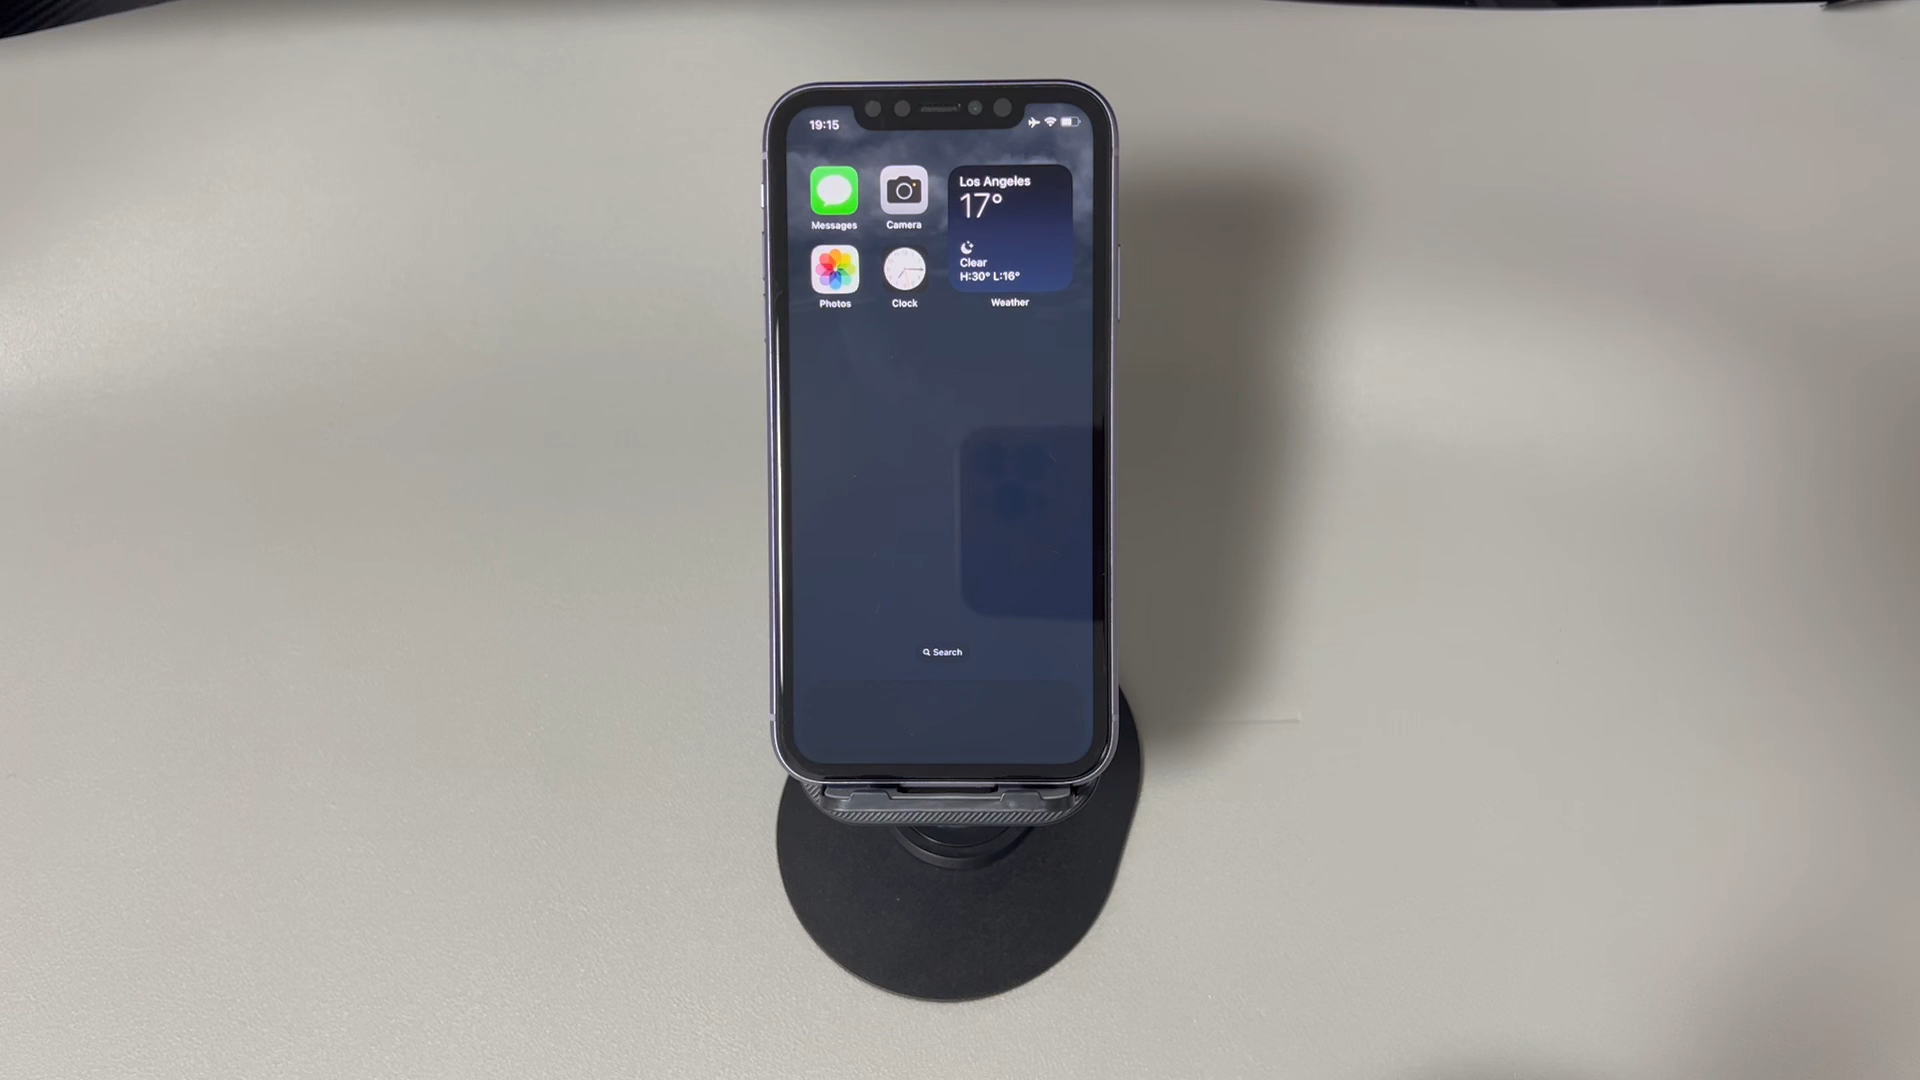 19:15
Messages
Camera
Los Angeles
17°
Clear
H:30° L:16°
Photos
Clock
Weather
Search